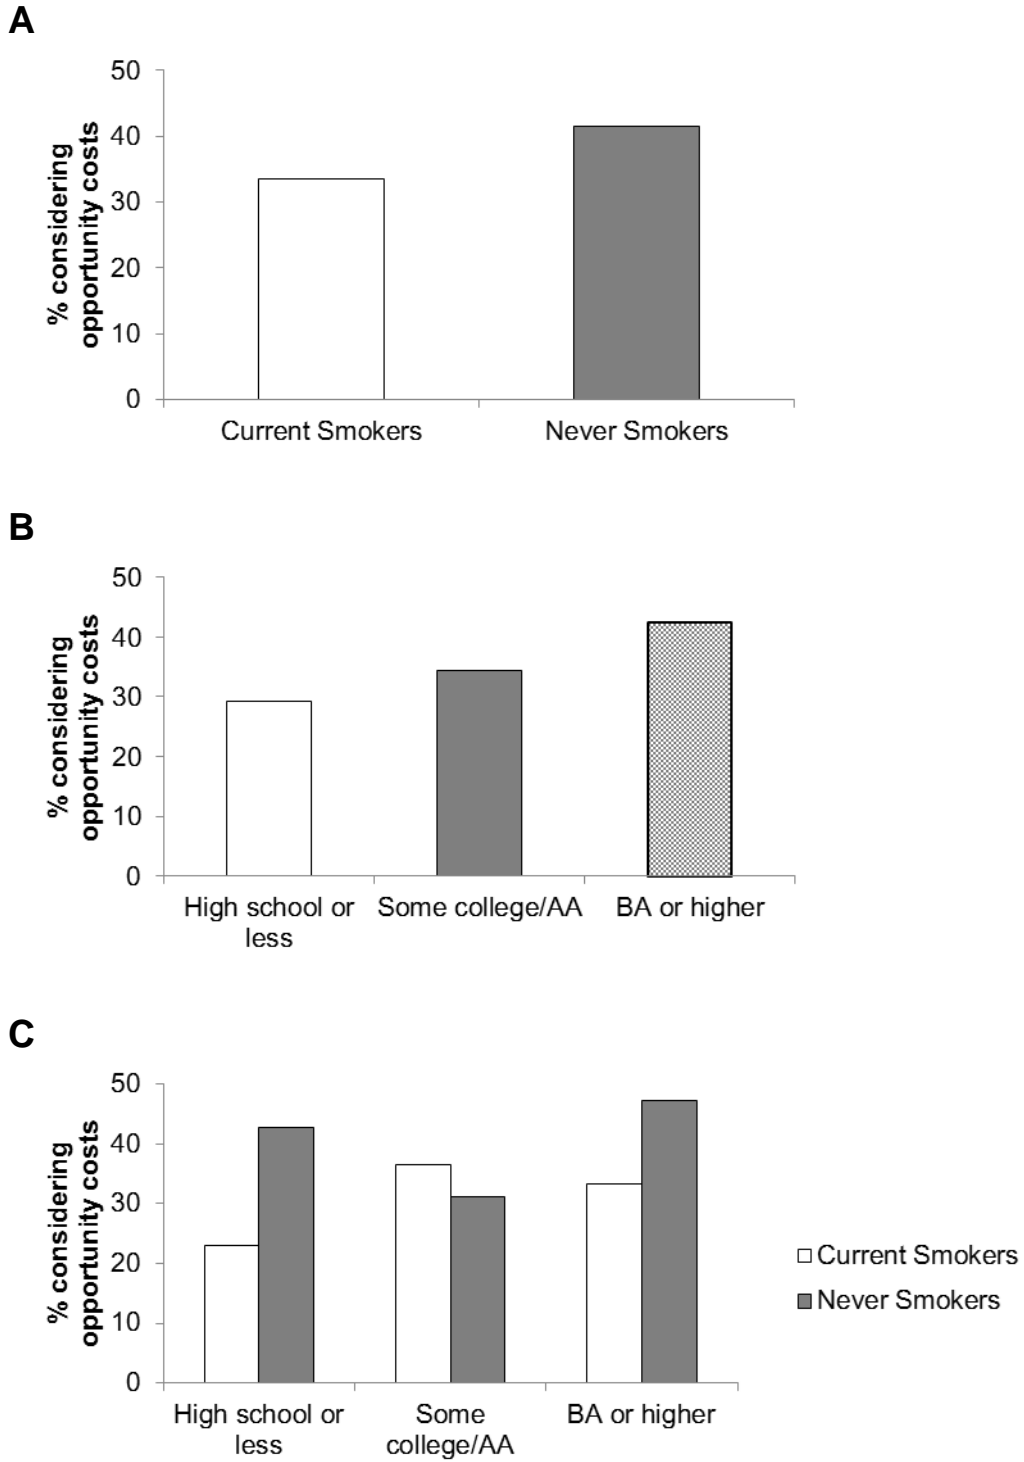 A
50
40
30
20
10
0
% considering
opportunity costs
Current Smokers
Never Smokers
B
50
40
30
20
10
0
% considering
opportunity costs
High school or
less
Some college/AA
BA or higher
C
50
40
30
20
10
0
% considering
opportunity costs
High school or
less
Some
college/AA
BA or higher
Current Smokers
Never Smokers